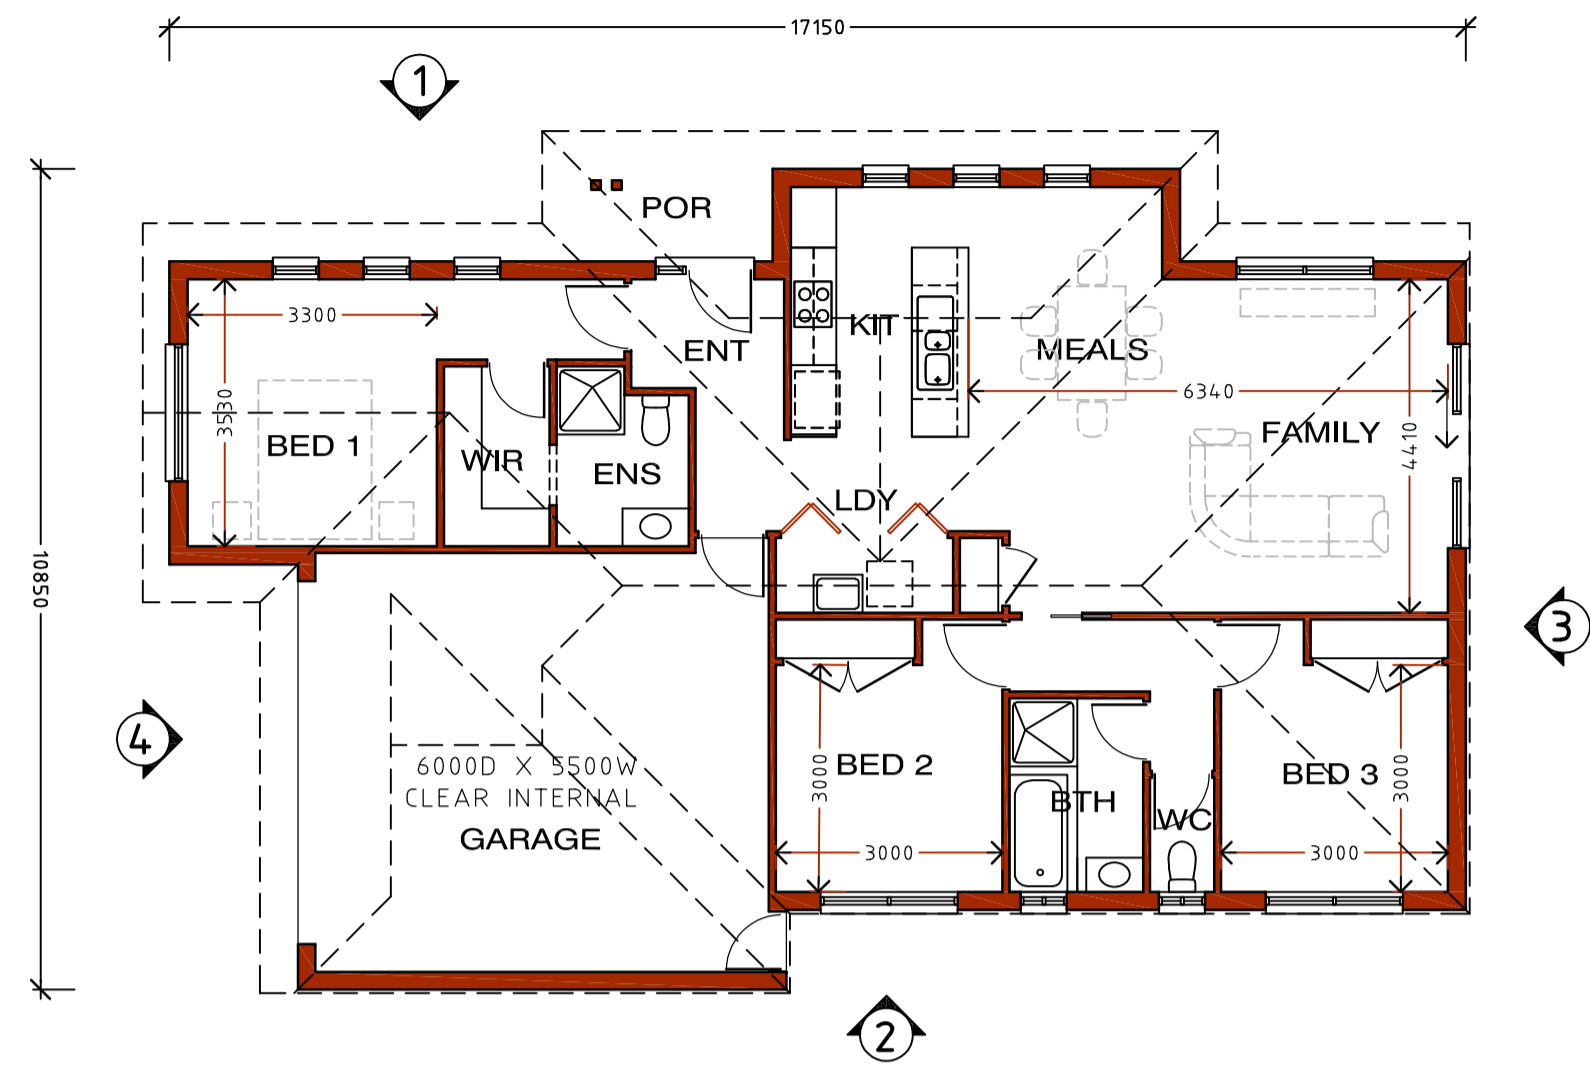 17150
1
POR
3300
ENT
KIT
MEALS
6340
3530
BED 1
WIR
ENS
FAMILY
4410
LDY
10850
3
4
6000D X 5500W
CLEAR INTERNAL
GARAGE
3000
BED 2
BTH
WC
BED 3
3000
3000
3000
2